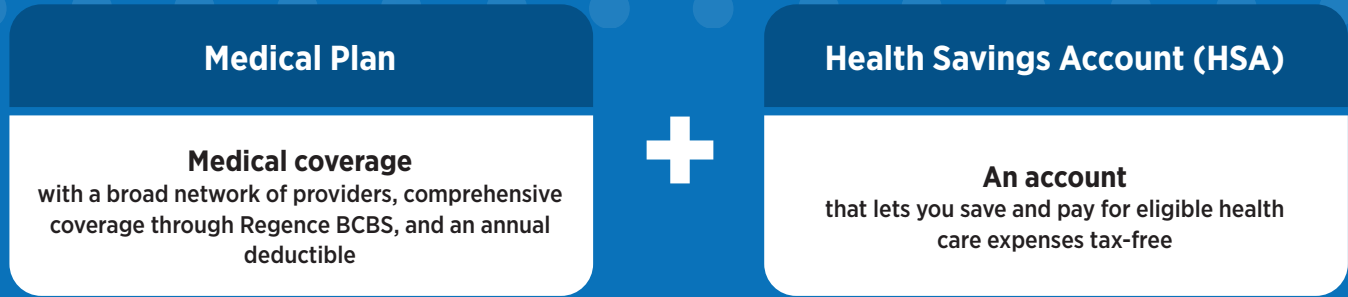 Medical Plan
Medical coverage
with a broad network of providers, comprehensive
coverage through Regence BCBS, and an annual
deductible
+
Health Savings Account (HSA)
An account
that lets you save and pay for eligible health
care expenses tax-free